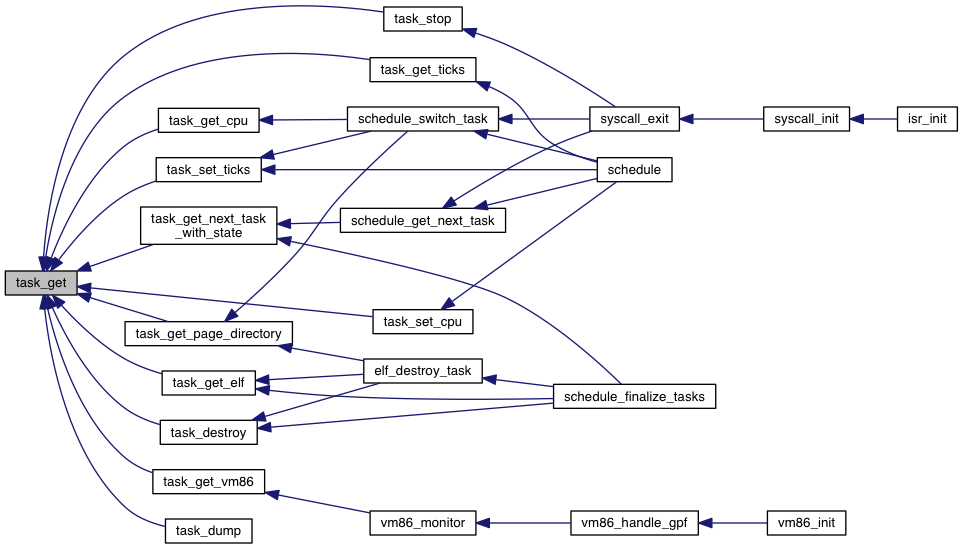 task_stop
task_get_ticks
task_get_cpu
schedule_switch_task
syscall_exit
syscall_init
isr_init
task_set_ticks
schedule
task_get_next_task
_with_state
schedule_get_next_task
task_get
task_set_cpu
task_get_page_directory
elf_destroy_task
task_get_elf
schedule_finalize_tasks
task_destroy
task_get_vm86
vm86_monitor
vm86_handle_gpf
vm86_init
task_dump